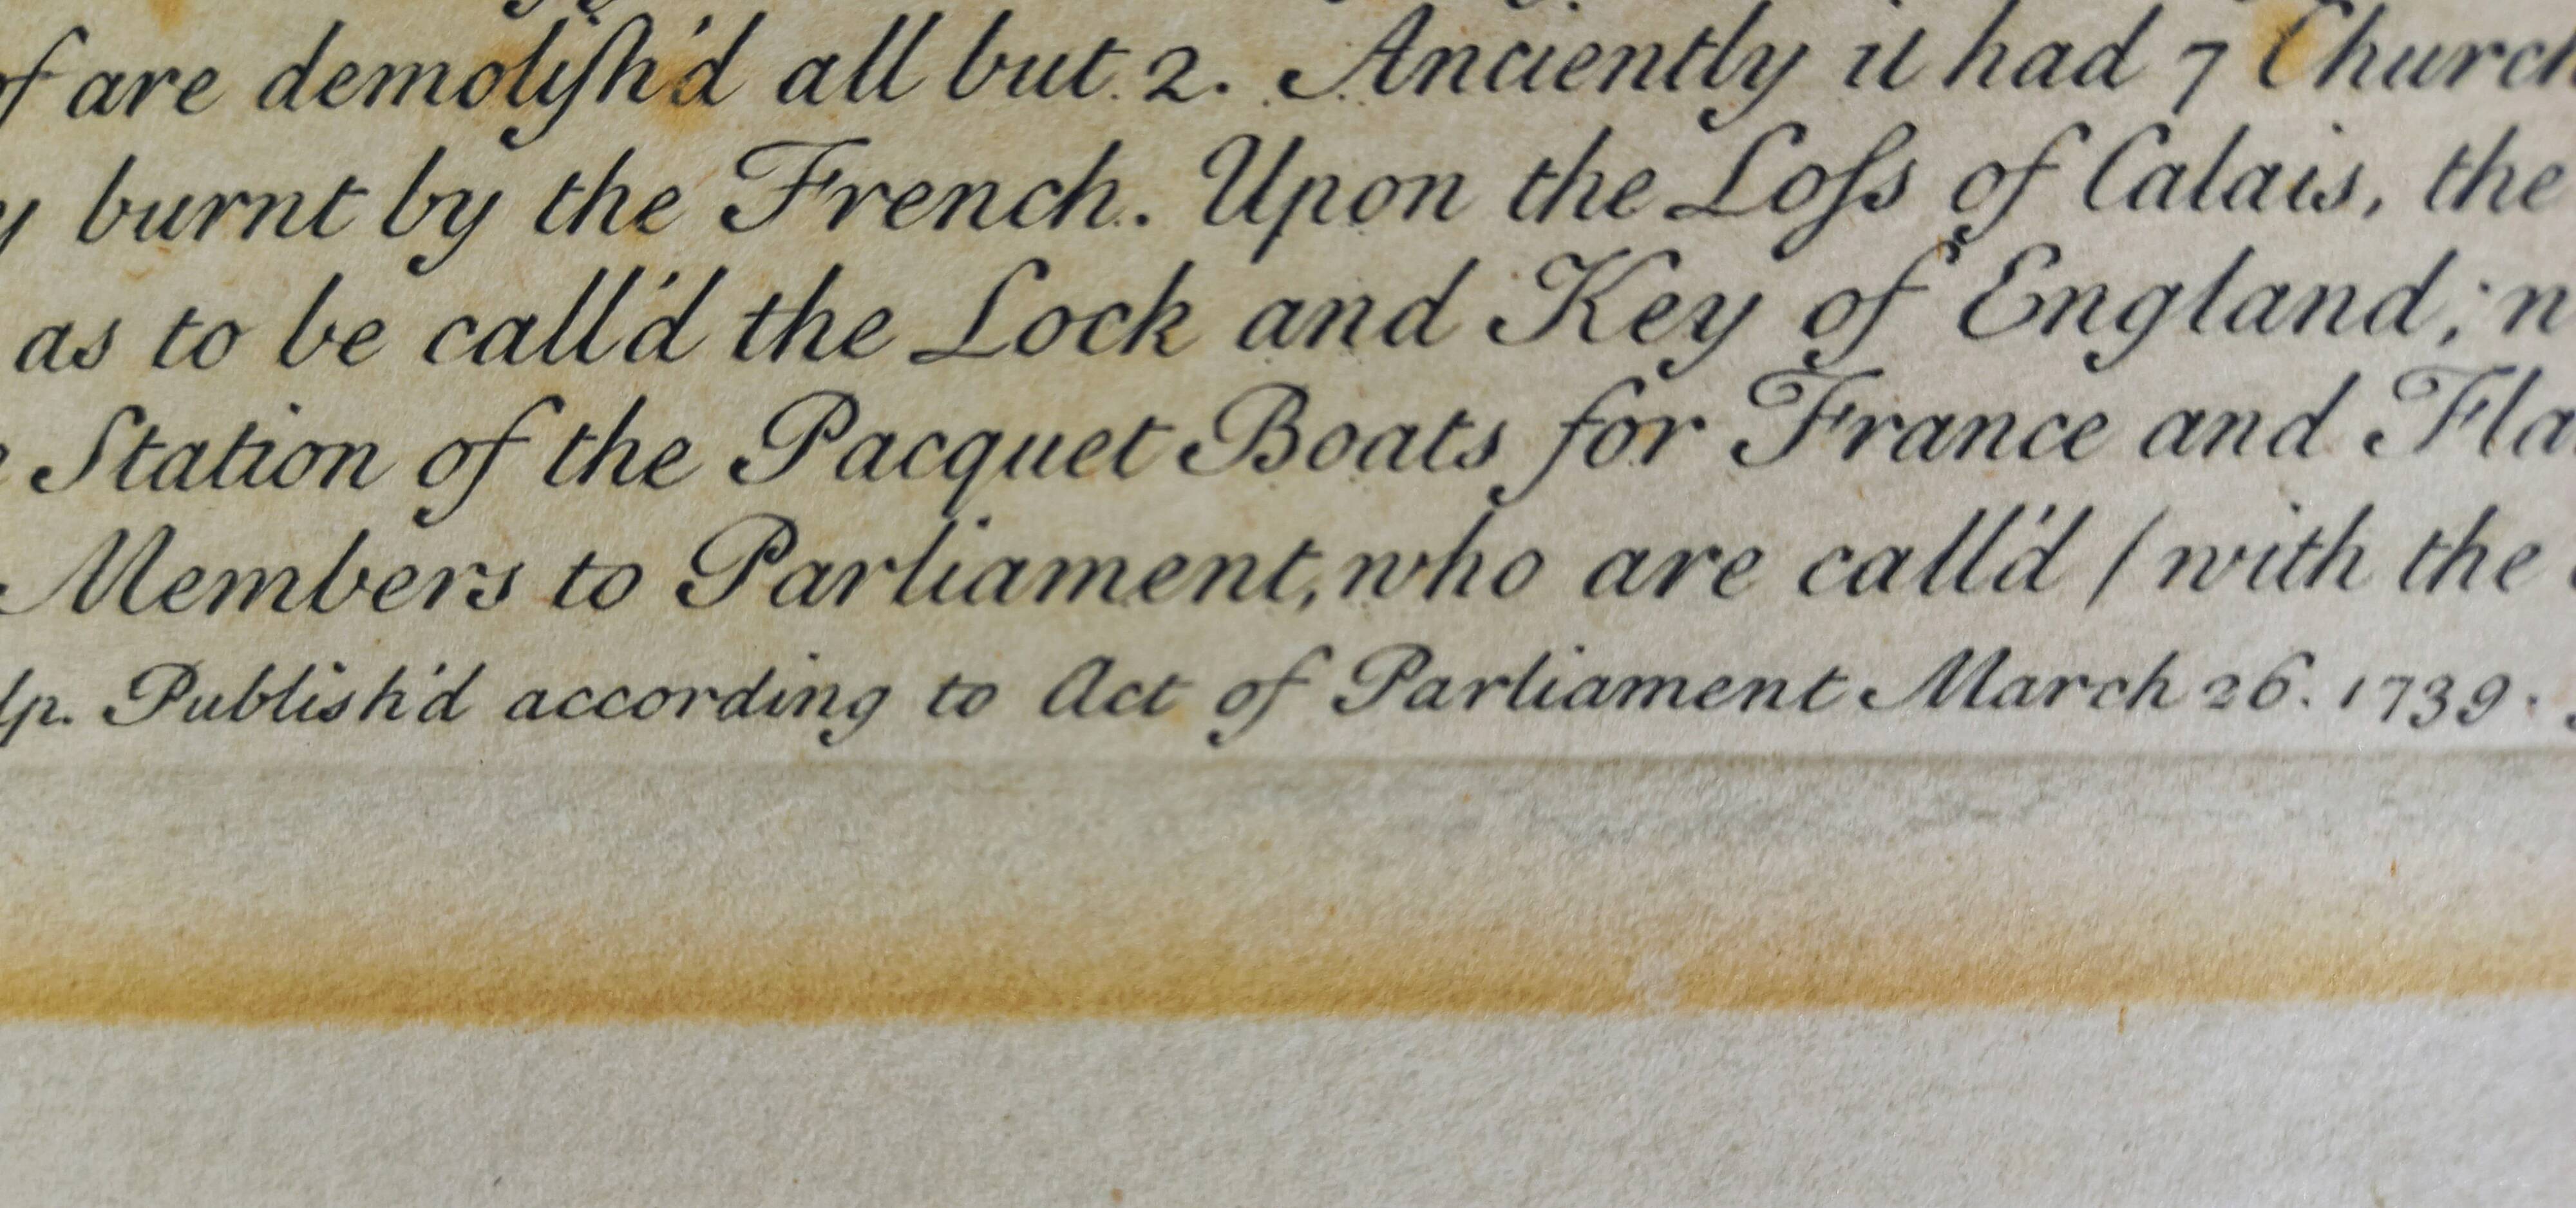 of are demolish'd all but 2. Anciently it had 7 Church
y burnt by the French. Upon the Loss of Calais, the
as to be call'd the Lock and Key of England; n
Station of the Pacquet Boats for France and Fla
Members to Parliament, who are call'd (with the
lp. Publish'd according to Act of Parliament March 26. 1739.